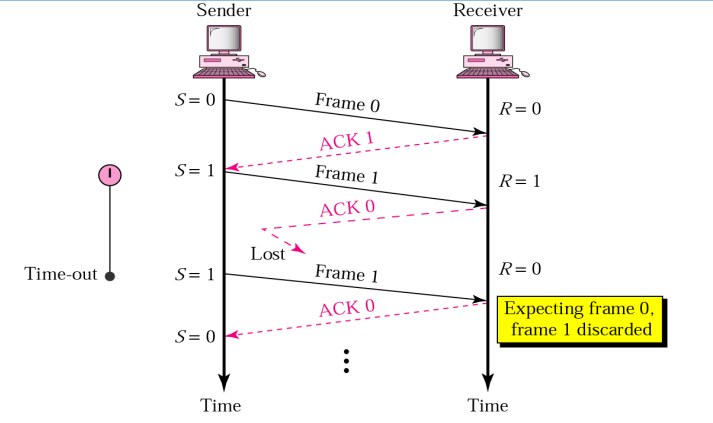 Sender
Receiver
S = 0
Frame 0
R = 0
ACK 1
S = 1
Frame 1
R = 1
ACK 0
Lost
Time-out
S = 1
Frame 1
R = 0
Expecting frame 0,
frame 1 discarded
ACK 0
S = 0
Time
Time